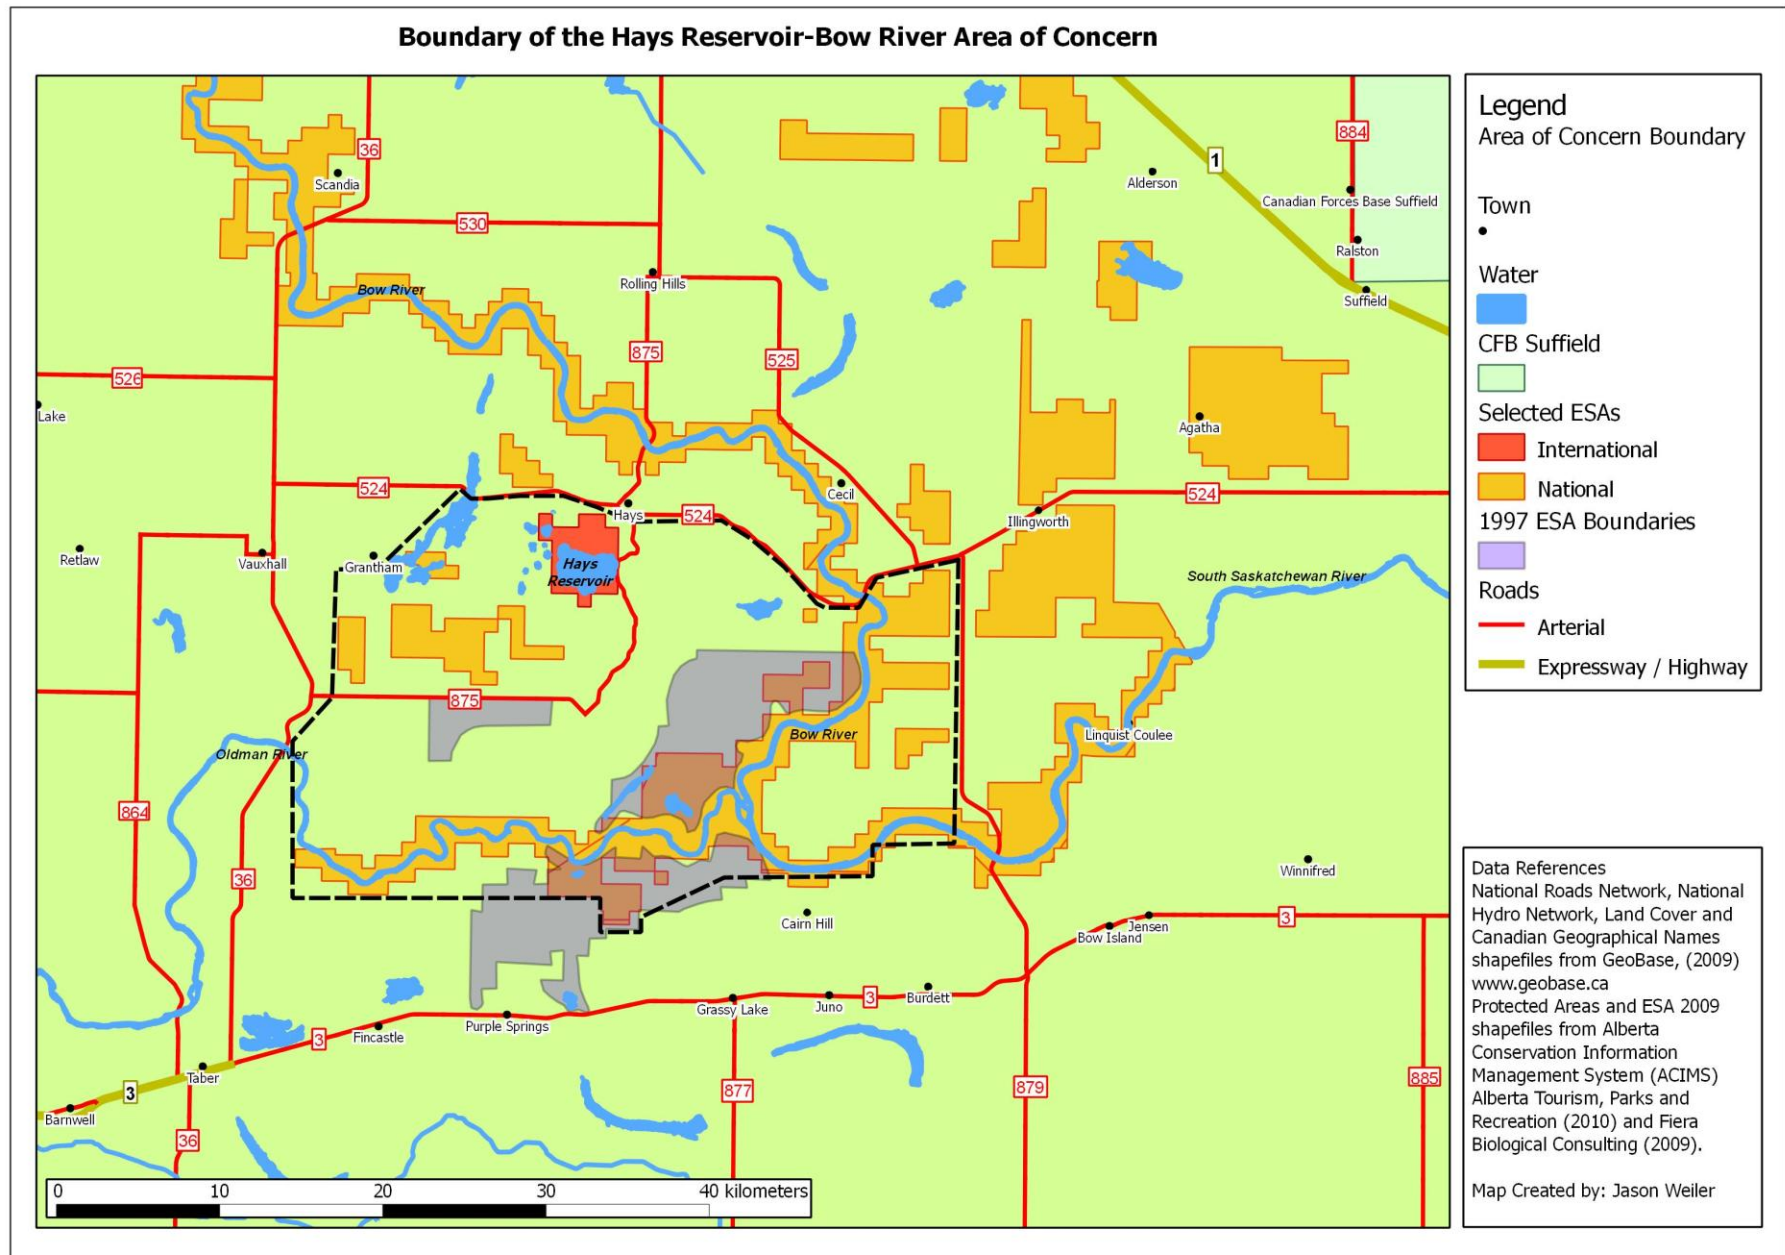 Boundary of the Hays Reservoir-Bow River Area of Concern
36
Scandia
530
Rolling Hills
Bow River
875
525
526
Lake
524
Hays
524
Cecil
Retlaw
Vauxhall
Grantham
Hays
Reservoir
Illingworth
524
Agatha
Alderson
1
884
Canadian Forces Base Suffield
Ralston
Suffield
South Saskatchewan River
875
Oldman River
Bow River
Linquist Coulee
864
36
Cairn Hill
Winnifred
3
Bow Island
Jensen
Grassy Lake
Juno
3
Burdett
Purple Springs
Fincastle
3
Taber
3
Barnwell
36
877
879
885
0 10 20 30 40 kilometers
Legend
Area of Concern Boundary
Town
Water
CFB Suffield
Selected ESAs
International
National
1997 ESA Boundaries
Roads
Arterial
Expressway / Highway
Data References
National Roads Network, National
Hydro Network, Land Cover and
Canadian Geographical Names
shapefiles from GeoBase, (2009)
www.geobase.ca
Protected Areas and ESA 2009
shapefiles from Alberta
Conservation Information
Management System (ACIMS)
Alberta Tourism, Parks and
Recreation (2010) and Fiera
Biological Consulting (2009).
Map Created by: Jason Weiler